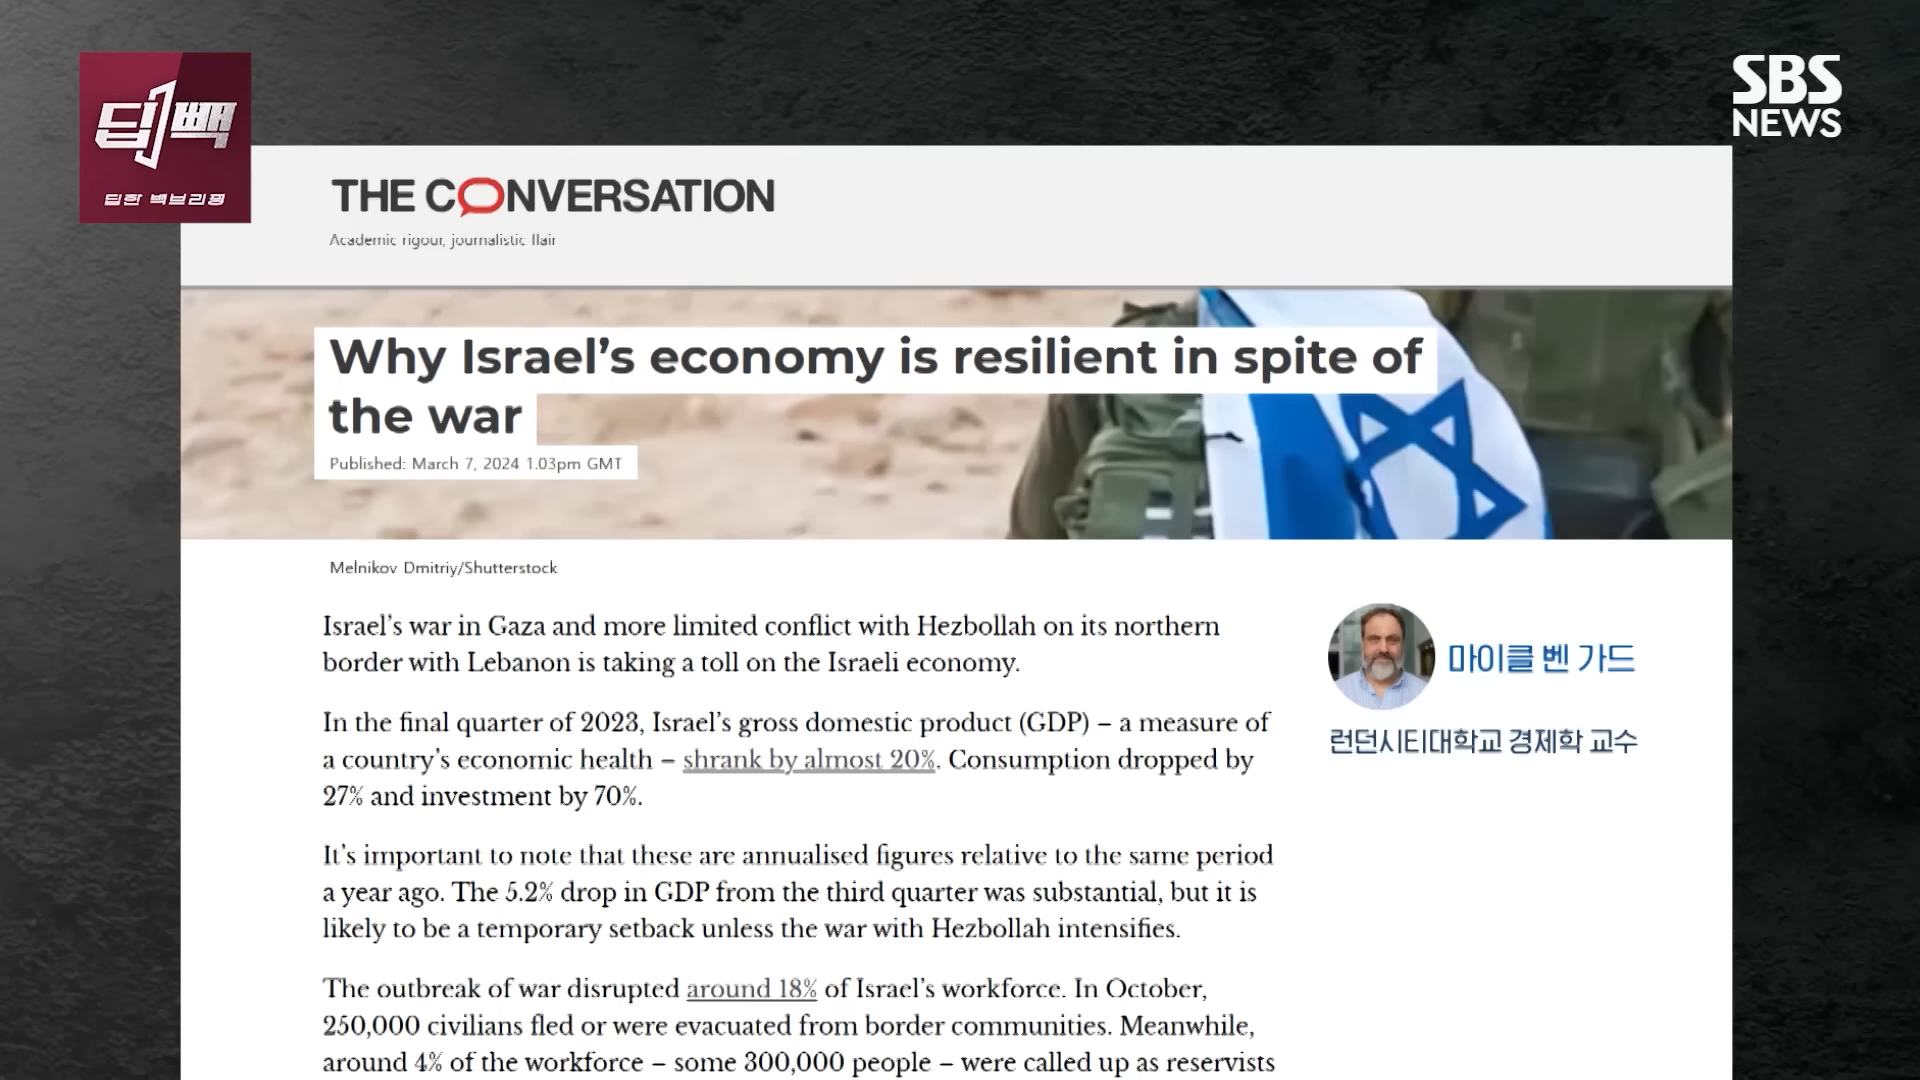 딥빽
딥한 백브리핑
SBS
NEWS
THE CONVERSATION
Academic rigour, journalistic flair
Why Israel’s economy is resilient in spite of
the war
Published: March 7, 2024 1.03pm GMT
Melnikov Dmitriy/Shutterstock
Israel’s war in Gaza and more limited conflict with Hezbollah on its northern
border with Lebanon is taking a toll on the Israeli economy.
In the final quarter of 2023, Israel’s gross domestic product (GDP) – a measure of
a country’s economic health – shrank by almost 20%. Consumption dropped by
27% and investment by 70%.
It’s important to note that these are annualised figures relative to the same period
a year ago. The 5.2% drop in GDP from the third quarter was substantial, but it is
likely to be a temporary setback unless the war with Hezbollah intensifies.
The outbreak of war disrupted around 18% of Israel’s workforce. In October,
250,000 civilians fled or were evacuated from border communities. Meanwhile,
around 4% of the workforce – some 300,000 people – were called up as reservists
마이클 벤 가드
런던시티대학교 경제학 교수